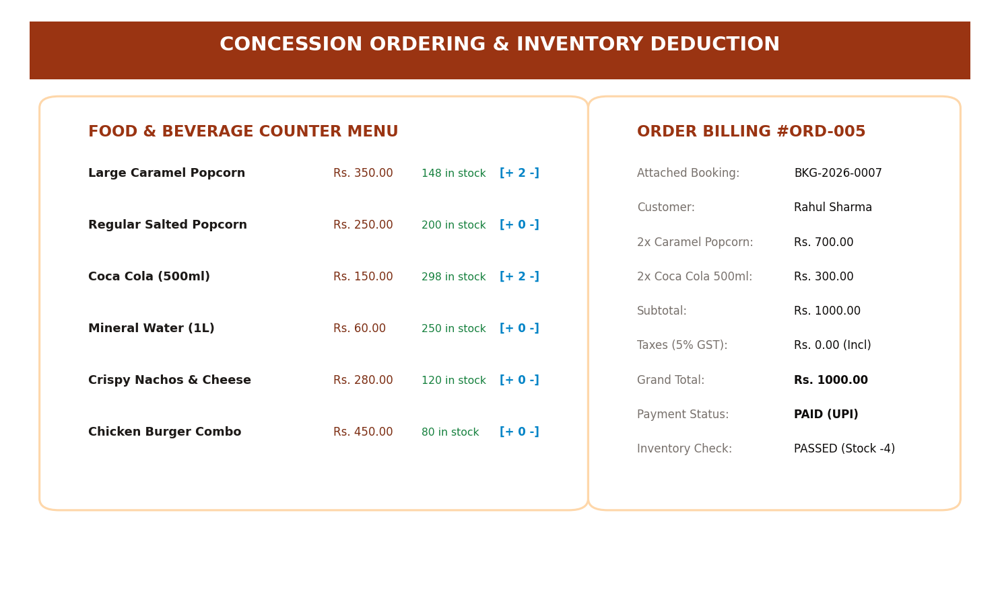 CONCESSION ORDERING & INVENTORY DEDUCTION
FOOD & BEVERAGE COUNTER MENU
Large Caramel Popcorn Rs. 350.00 148 in stock [+ 2 -]
Regular Salted Popcorn Rs. 250.00 200 in stock [+ 0 -]
Coca Cola (500ml) Rs. 150.00 298 in stock [+ 2 -]
Mineral Water (1L) Rs. 60.00 250 in stock [+ 0 -]
Crispy Nachos & Cheese Rs. 280.00 120 in stock [+ 0 -]
Chicken Burger Combo Rs. 450.00 80 in stock [+ 0 -]
ORDER BILLING #ORD-005
Attached Booking: BKG-2026-0007
Customer: Rahul Sharma
2x Caramel Popcorn: Rs. 700.00
2x Coca Cola 500ml: Rs. 300.00
Subtotal: Rs. 1000.00
Taxes (5% GST): Rs. 0.00 (Incl)
Grand Total: Rs. 1000.00
Payment Status: PAID (UPI)
Inventory Check: PASSED (Stock -4)